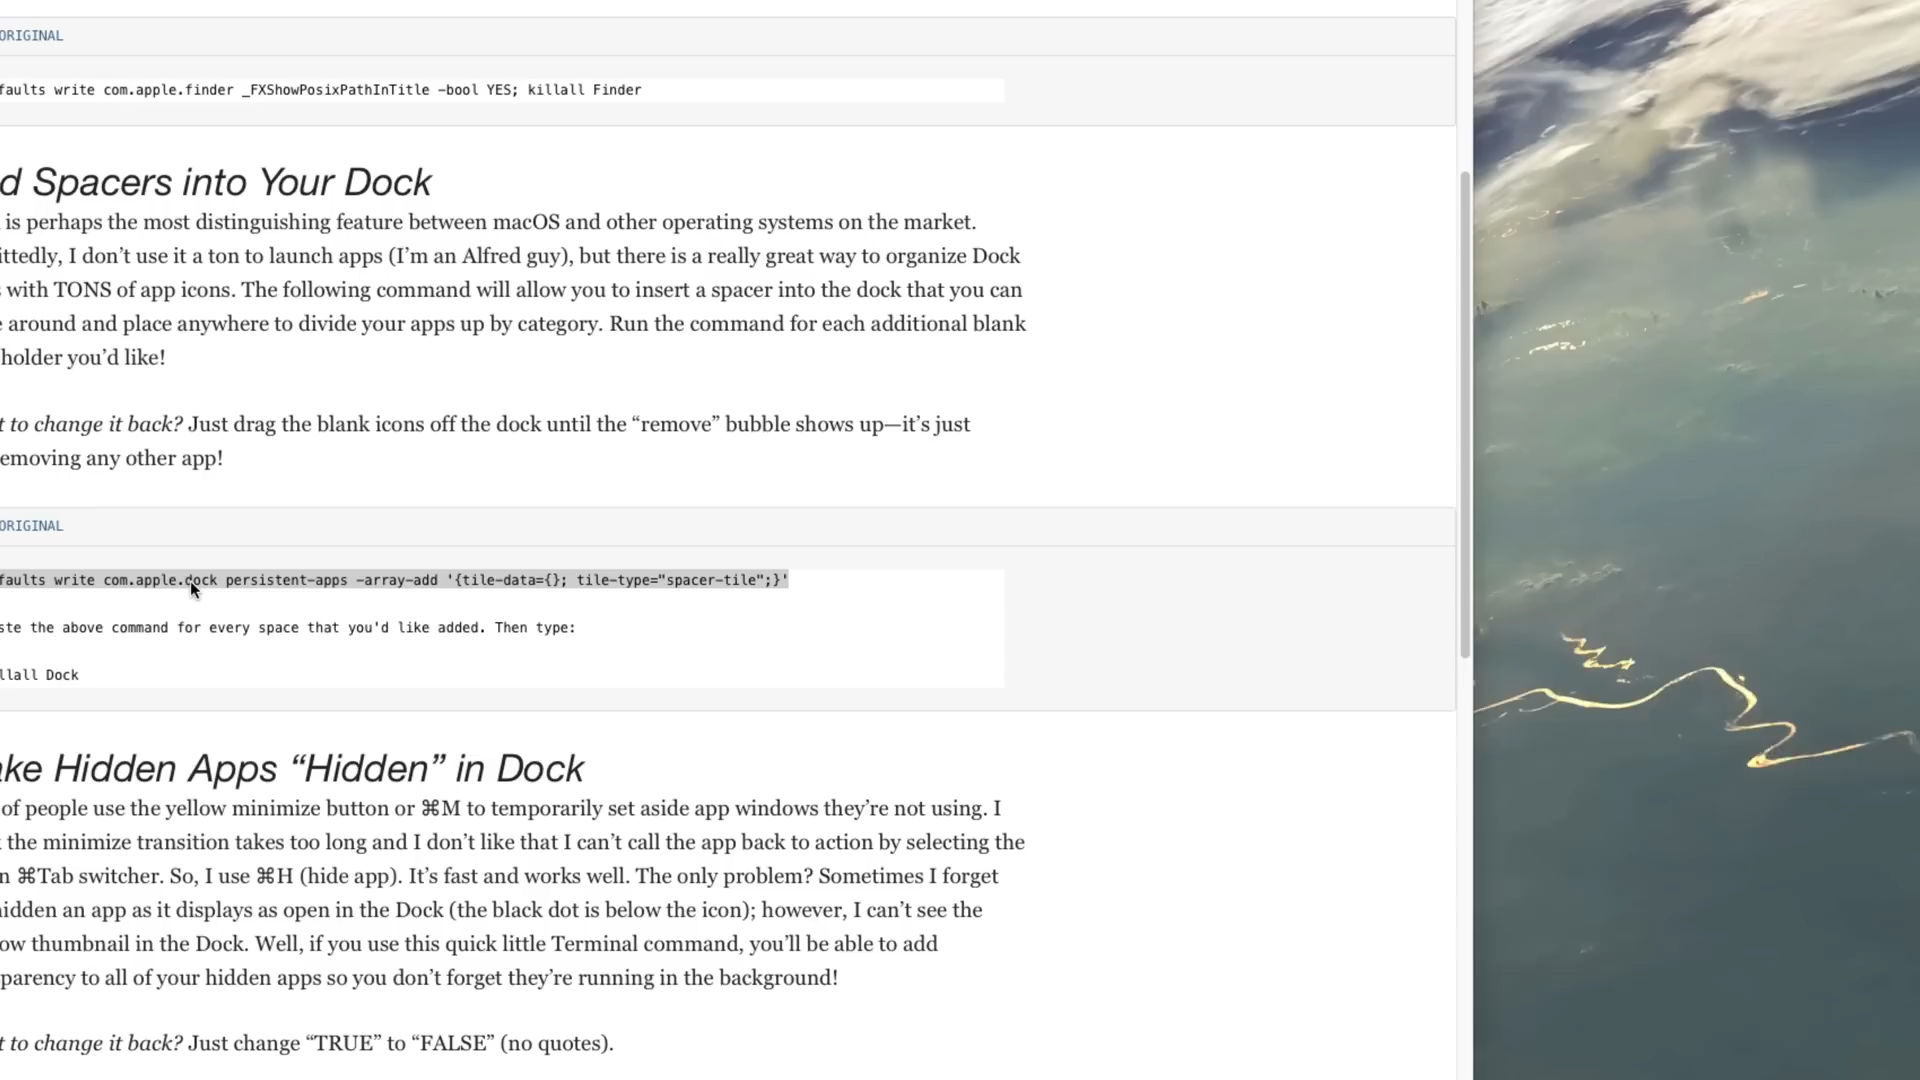 ORIGINAL
faults write com.apple.finder _FXShowPosixPathInTitle -bool YES; killall Finder
d Spacers into Your Dock
is perhaps the most distinguishing feature between macOS and other operating systems on the market.
ittedly, I don’t use it a ton to launch apps (I’m an Alfred guy), but there is a really great way to organize Dock
s with TONS of app icons. The following command will allow you to insert a spacer into the dock that you can
e around and place anywhere to divide your apps up by category. Run the command for each additional blank
holder you’d like!
t to change it back? Just drag the blank icons off the dock until the “remove” bubble shows up—it’s just
emoving any other app!
ORIGINAL
faults write com.apple.dock persistent-apps -array-add '{tile-data={}; tile-type="spacer-tile";}'
ste the above command for every space that you'd like added. Then type:
llall Dock
ake Hidden Apps “Hidden” in Dock
of people use the yellow minimize button or ⌘M to temporarily set aside app windows they’re not using. I
the minimize transition takes too long and I don’t like that I can’t call the app back to action by selecting the
n ⌘Tab switcher. So, I use ⌘H (hide app). It’s fast and works well. The only problem? Sometimes I forget
hidden an app as it displays as open in the Dock (the black dot is below the icon); however, I can’t see the
ow thumbnail in the Dock. Well, if you use this quick little Terminal command, you’ll be able to add
parency to all of your hidden apps so you don’t forget they’re running in the background!
t to change it back? Just change “TRUE” to “FALSE” (no quotes).